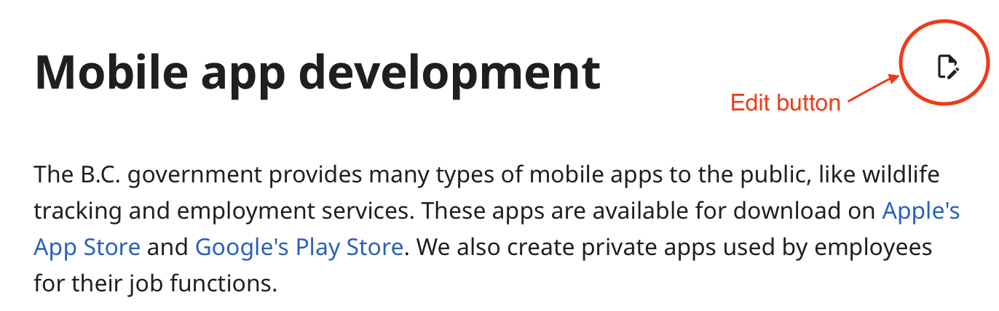 Mobile app development
Edit button
The B.C. government provides many types of mobile apps to the public, like wildlife
tracking and employment services. These apps are available for download on Apple's
App Store and Google's Play Store. We also create private apps used by employees
for their job functions.